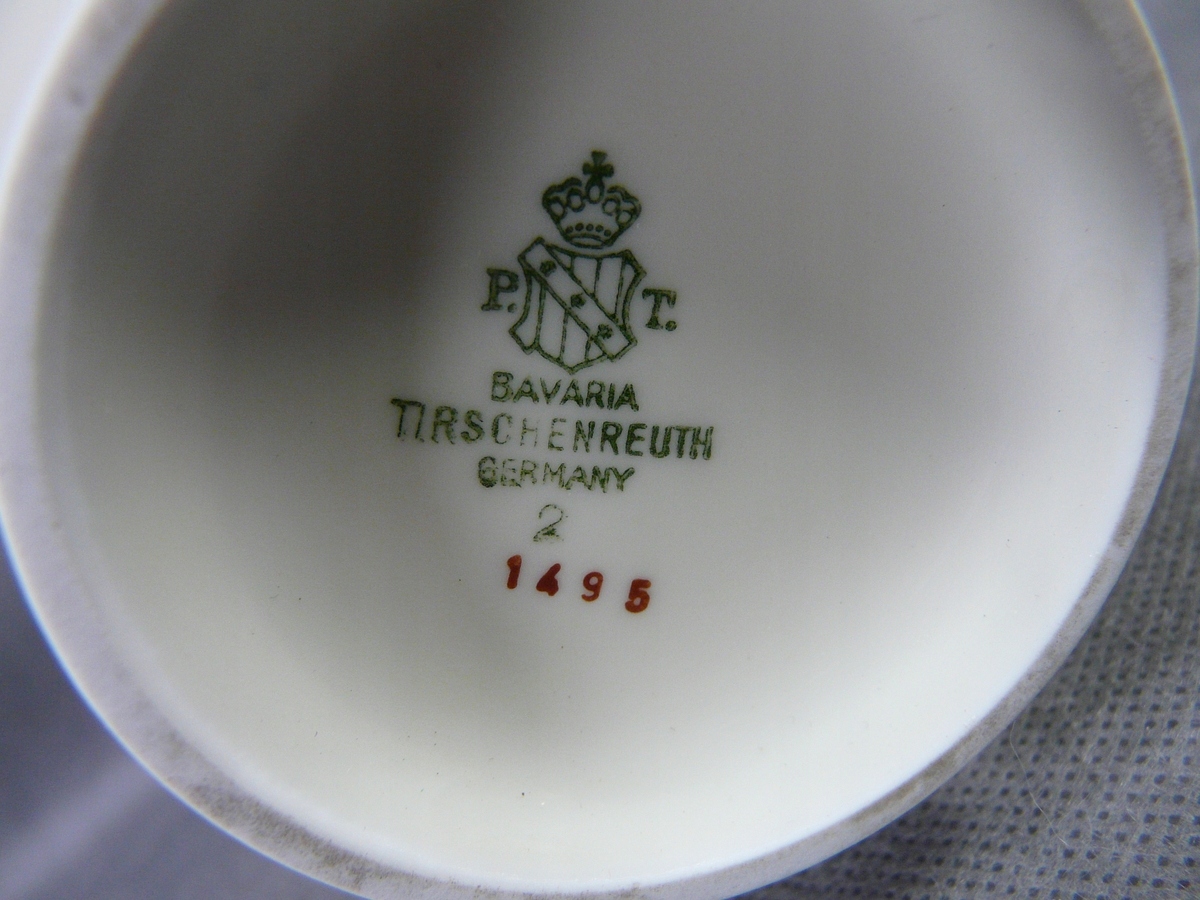 P. T.
BAVARIA
TIRSCHENREUTH
GERMANY
2
1495